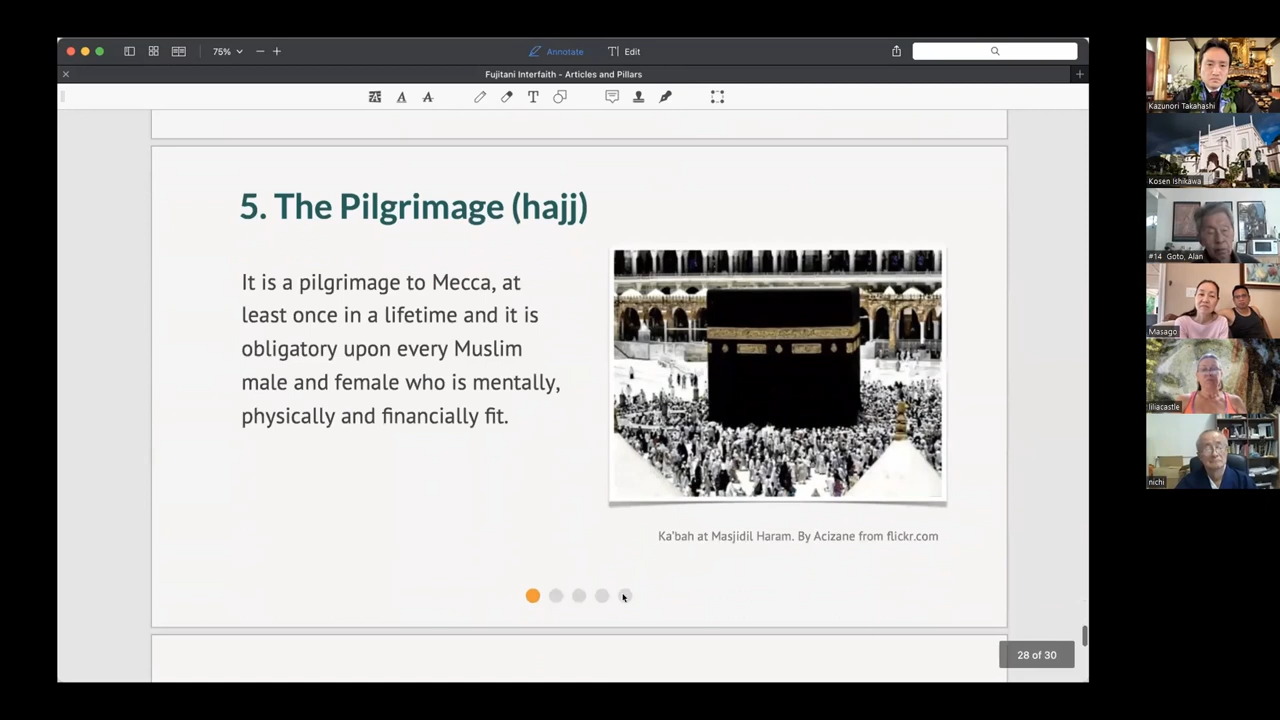 75%
Annotate
Edit
Fujitani Interfaith - Articles and Pillars
5. The Pilgrimage (hajj)
It is a pilgrimage to Mecca, at
least once in a lifetime and it is
obligatory upon every Muslim
male and female who is mentally,
physically and financially fit.
Ka'bah at Masjidil Haram. By Acizane from flickr.com
28 of 30
Kazunori Takahashi
Kosen Ishikawa
#14 Goto, Alan
Masago
liliacastle
nichi